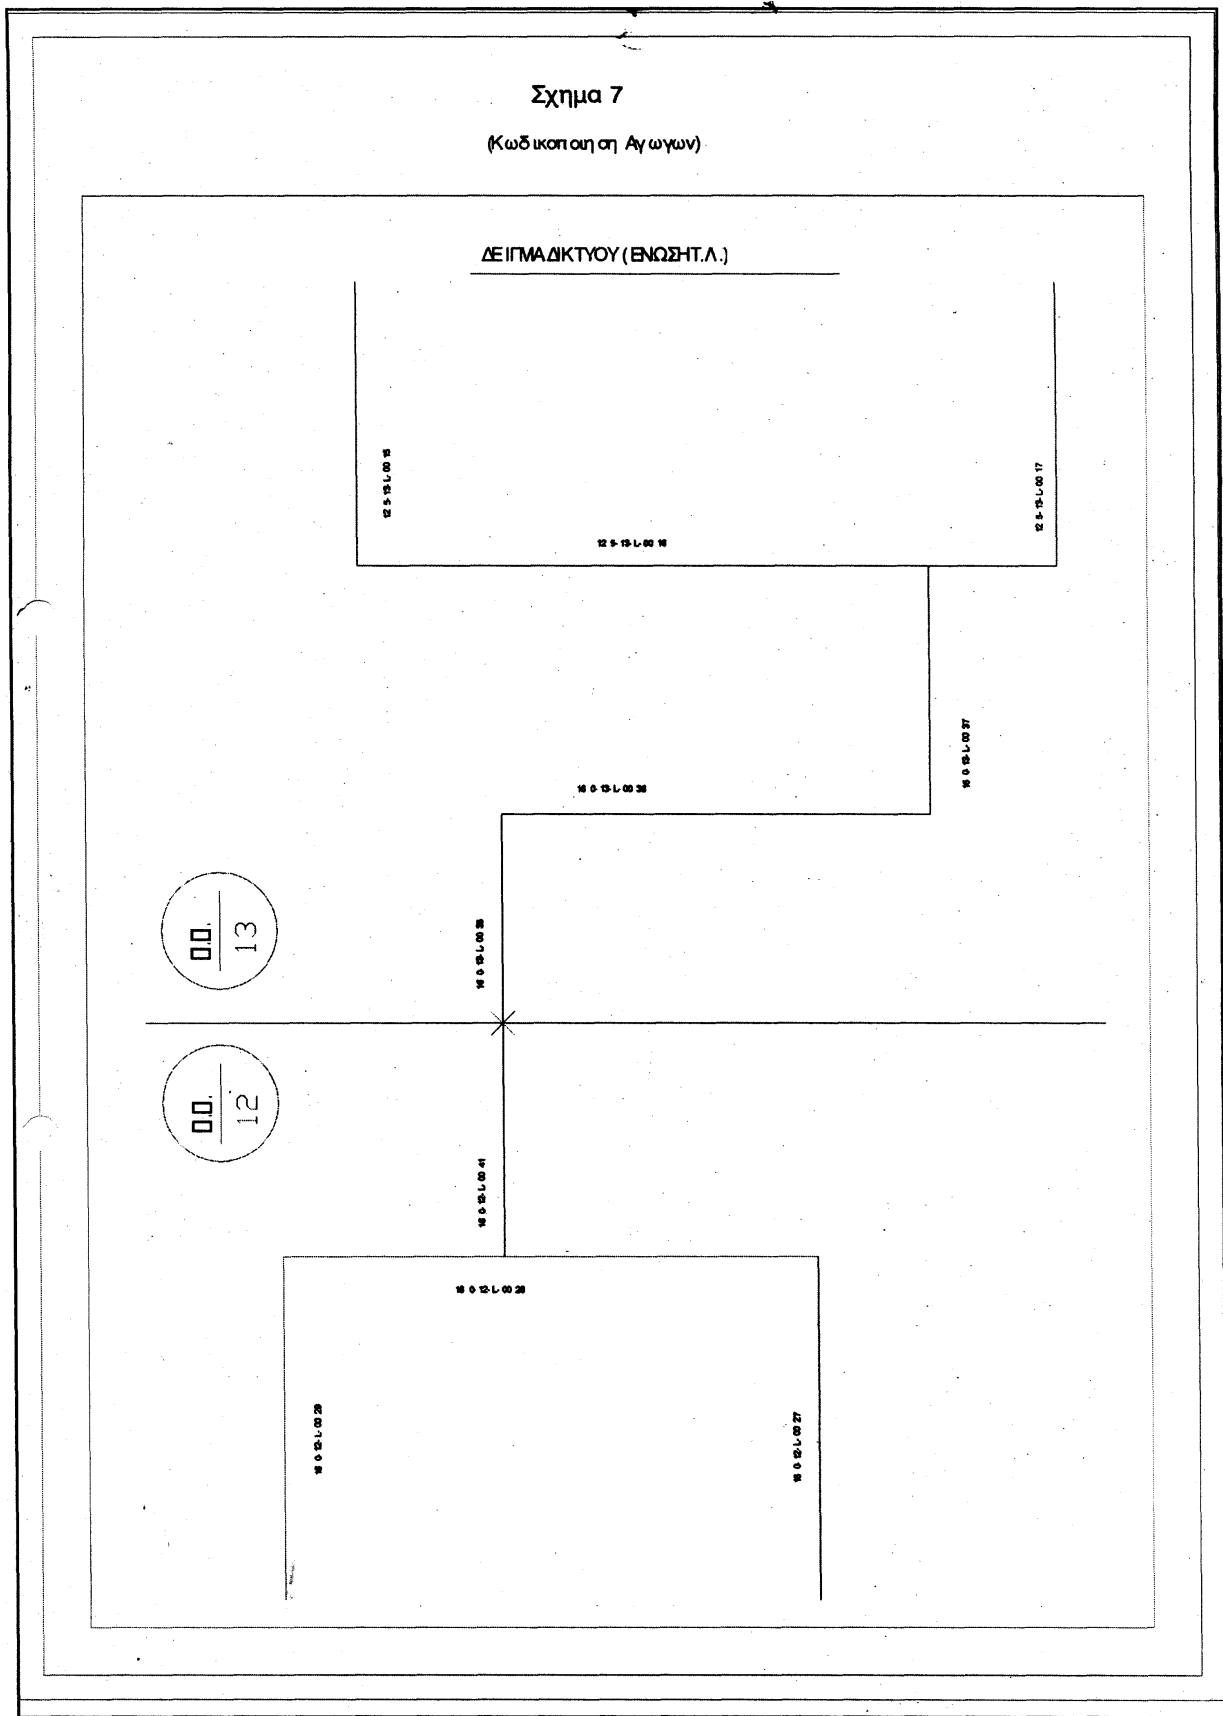 Σχημα 7
(Κωδικοποιηση Αγωγων)
ΔΕΙΓΜΑ ΔΙΚΤΥΟΥ (ΕΝΩΣΗ Τ.Λ.)
12 5-13-L-00 15
12 5-13-L-00 17
12 5-13-L-00 16
16 0-13-L-00 37
16 0-13-L-00 36
16 0-13-L-00 35
Ο.Ο.
13
Ο.Ο.
12
16 0-12-L-00 41
16 0-12-L-00 28
16 0-12-L-00 29
16 0-12-L-00 27